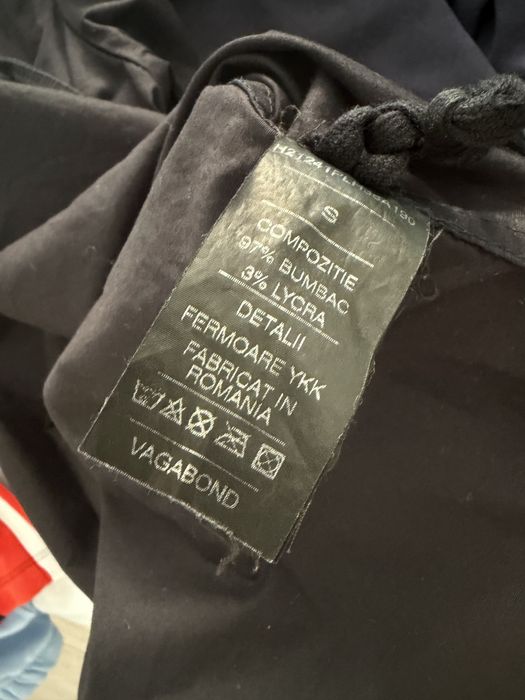 S
COMPOZITIE
97% BUMBAC
3% LYCRA
DETALII
FERMOARE YKK
FABRICAT IN
ROMANIA
VAGABOND